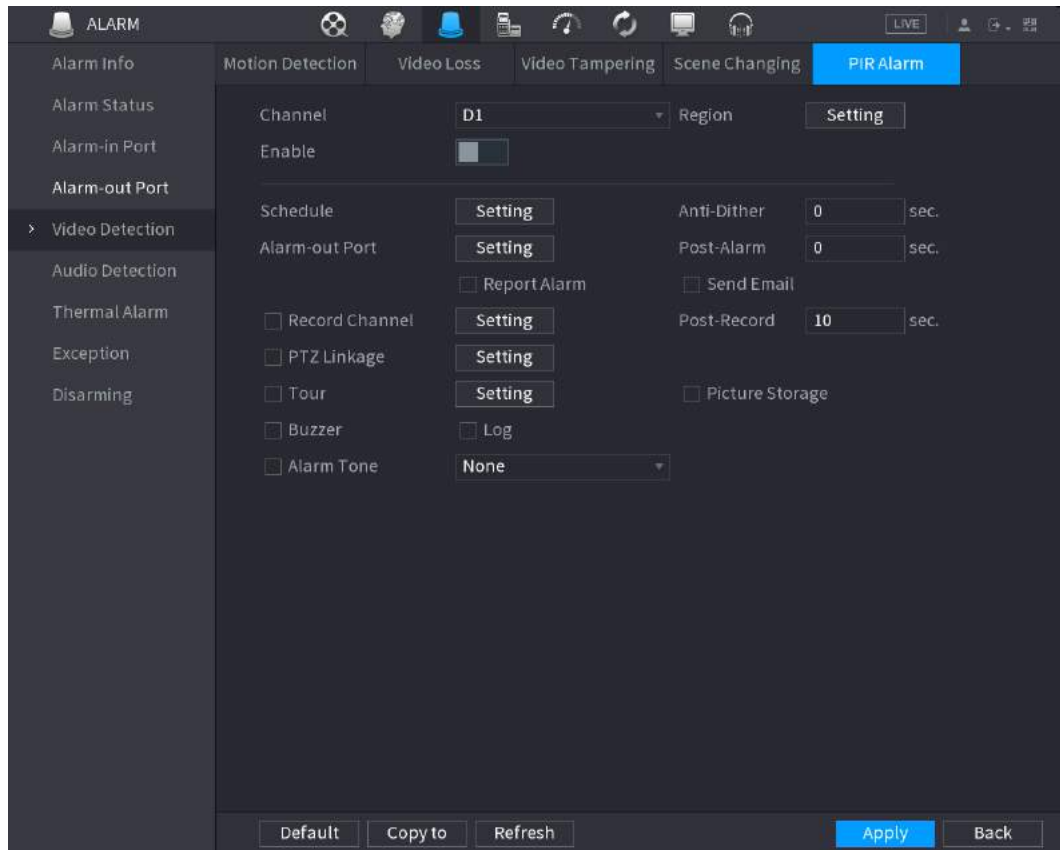 ALARM LIVE
Alarm Info
Alarm Status
Alarm-in Port
Alarm-out Port
Video Detection
Audio Detection
Thermal Alarm
Exception
Disarming
Motion Detection Video Loss Video Tampering Scene Changing PIR Alarm
Channel D1 Region Setting
Enable
Schedule Setting Anti-Dither 0 sec.
Alarm-out Port Setting Post-Alarm 0 sec.
Report Alarm Send Email
Record Channel Setting Post-Record 10 sec.
PTZ Linkage Setting
Tour Setting Picture Storage
Buzzer Log
Alarm Tone None
Default Copy to Refresh Apply Back